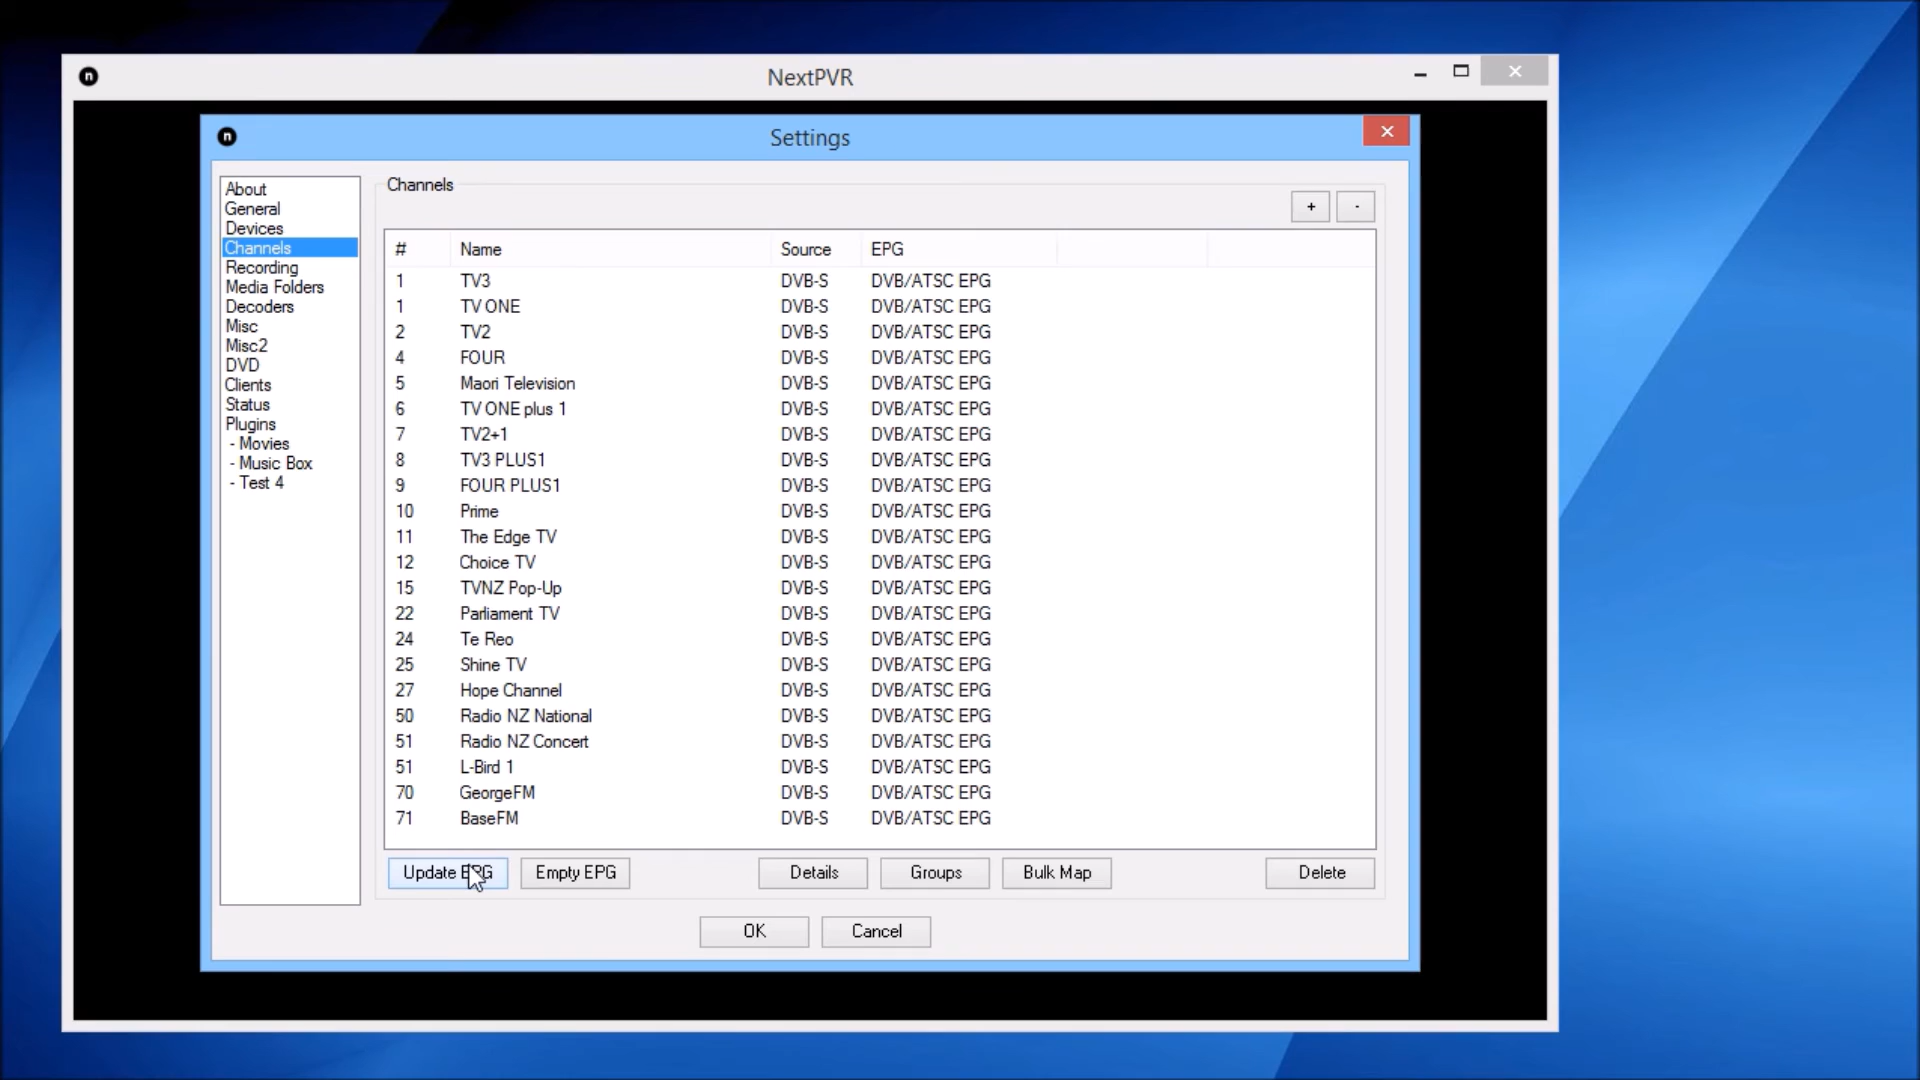 n
NextPVR
n
Settings
About
General
Devices
Channels
Recording
Media Folders
Decoders
Misc
Misc2
DVD
Clients
Status
Plugins
- Movies
- Music Box
- Test 4
Channels
+ -
# Name Source EPG
1 TV3 DVB-S DVB/ATSC EPG
1 TV ONE DVB-S DVB/ATSC EPG
2 TV2 DVB-S DVB/ATSC EPG
4 FOUR DVB-S DVB/ATSC EPG
5 Maori Television DVB-S DVB/ATSC EPG
6 TV ONE plus 1 DVB-S DVB/ATSC EPG
7 TV2+1 DVB-S DVB/ATSC EPG
8 TV3 PLUS1 DVB-S DVB/ATSC EPG
9 FOUR PLUS1 DVB-S DVB/ATSC EPG
10 Prime DVB-S DVB/ATSC EPG
11 The Edge TV DVB-S DVB/ATSC EPG
12 Choice TV DVB-S DVB/ATSC EPG
15 TVNZ Pop-Up DVB-S DVB/ATSC EPG
22 Parliament TV DVB-S DVB/ATSC EPG
24 Te Reo DVB-S DVB/ATSC EPG
25 Shine TV DVB-S DVB/ATSC EPG
27 Hope Channel DVB-S DVB/ATSC EPG
50 Radio NZ National DVB-S DVB/ATSC EPG
51 Radio NZ Concert DVB-S DVB/ATSC EPG
51 L-Bird 1 DVB-S DVB/ATSC EPG
70 GeorgeFM DVB-S DVB/ATSC EPG
71 BaseFM DVB-S DVB/ATSC EPG
Update EPG Empty EPG Details Groups Bulk Map Delete
OK Cancel